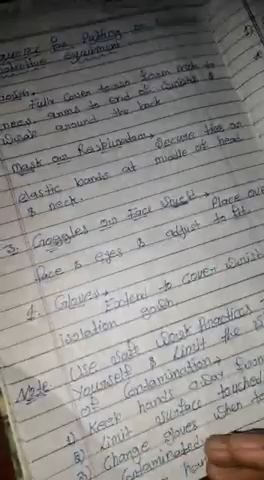 for Putting on
Protective equipment
Gown.
Fully cover torso from neck to
knees, arms to end of wrists &
wrap around the back
Mask or Respirator → Secure ties or
elastic bands at middle of head
& neck.
3. Goggles or Face Shield → Place over
face & eyes & adjust to fit.
4. Gloves → Extend to cover wrist
isolation gown
Note: Use Safe Work Practices
Yourself & limit the
of Contamination →
1) Keep hands away from
2) Limit surface touched
3) Change gloves when
Contaminated